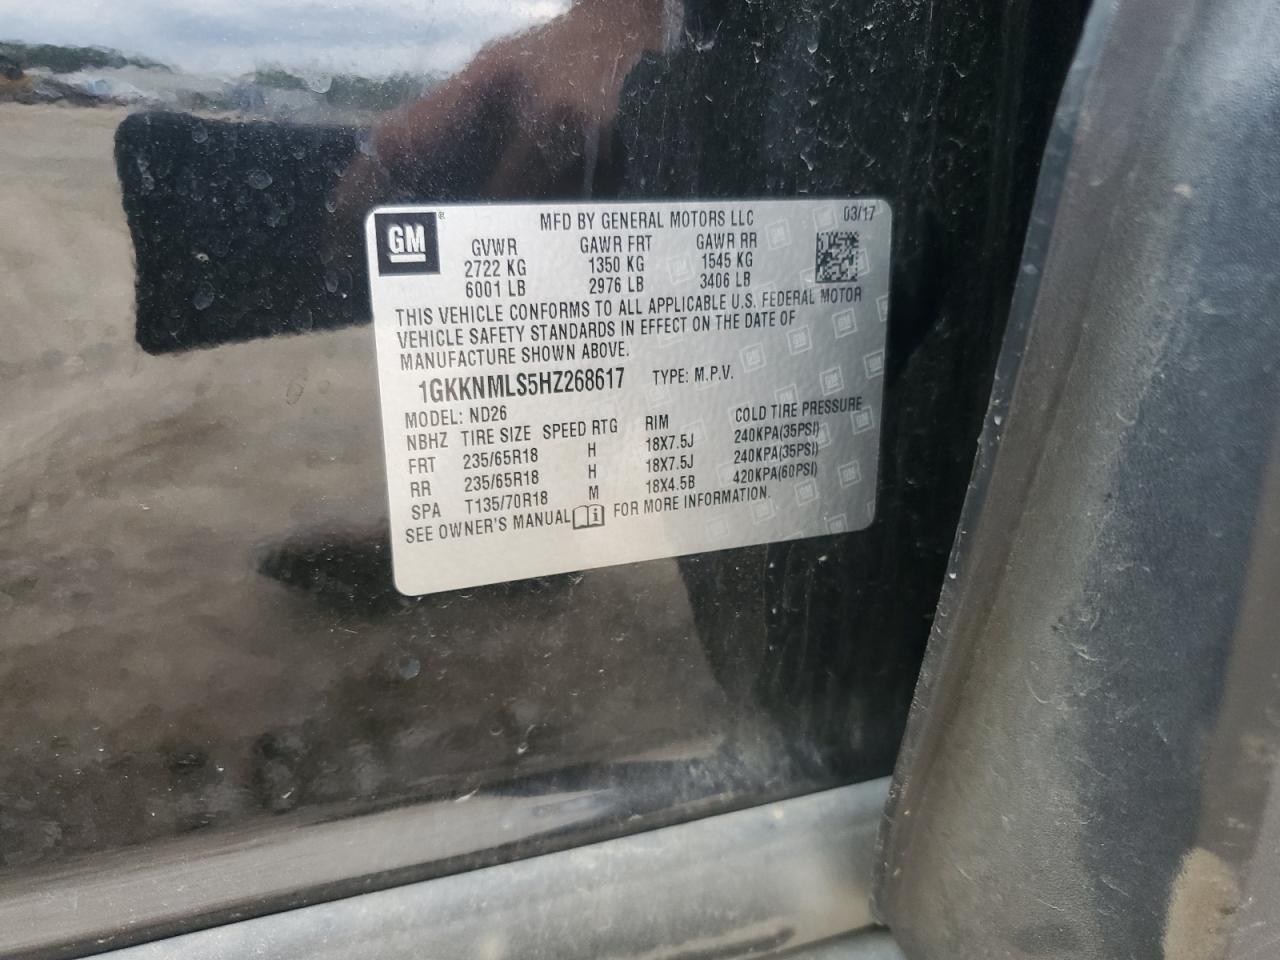 GM
MFD BY GENERAL MOTORS LLC 03/17
GVWR GAWR FRT GAWR RR
2722 KG 1350 KG 1545 KG
6001 LB 2976 LB 3406 LB
THIS VEHICLE CONFORMS TO ALL APPLICABLE U.S. FEDERAL MOTOR
VEHICLE SAFETY STANDARDS IN EFFECT ON THE DATE OF
MANUFACTURE SHOWN ABOVE.
1GKKNMLS5HZ268617 TYPE: M.P.V.
MODEL: ND26
NBHZ TIRE SIZE SPEED RTG RIM COLD TIRE PRESSURE
FRT 235/65R18 H 18X7.5J 240KPA(35PSI)
RR 235/65R18 H 18X7.5J 240KPA(35PSI)
SPA T135/70R18 M 18X4.5B 420KPA(60PSI)
SEE OWNER'S MANUAL FOR MORE INFORMATION.